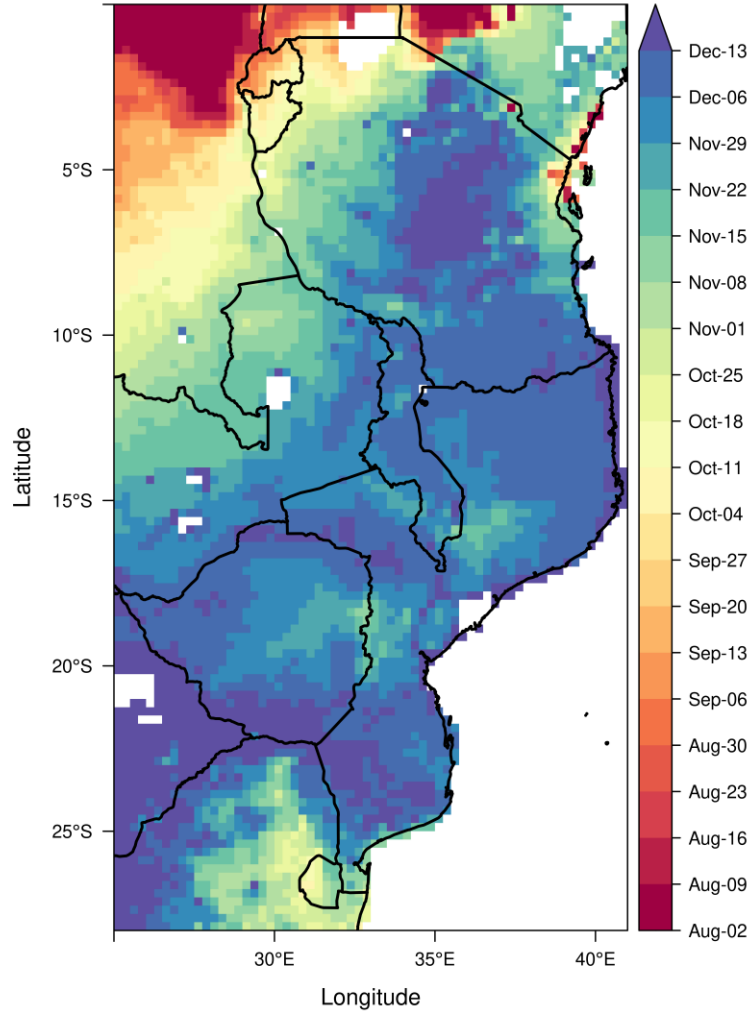 Dec-13
Dec-06
Nov-29
Nov-22
Nov-15
Nov-08
Nov-01
Oct-25
Oct-18
Oct-11
Oct-04
Sep-27
Sep-20
Sep-13
Sep-06
Aug-30
Aug-23
Aug-16
Aug-09
Aug-02
Latitude
5°S
10°S
15°S
20°S
25°S
30°E 35°E 40°E
Longitude